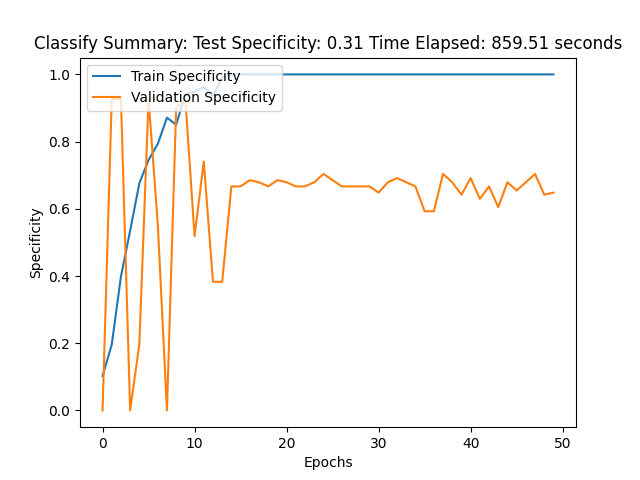 Classify Summary: Test Specificity: 0.31 Time Elapsed: 859.51 seconds
Train Specificity
Validation Specificity
1.0
0.8
0.6
0.4
0.2
0.0
Specificity
0 10 20 30 40 50
Epochs